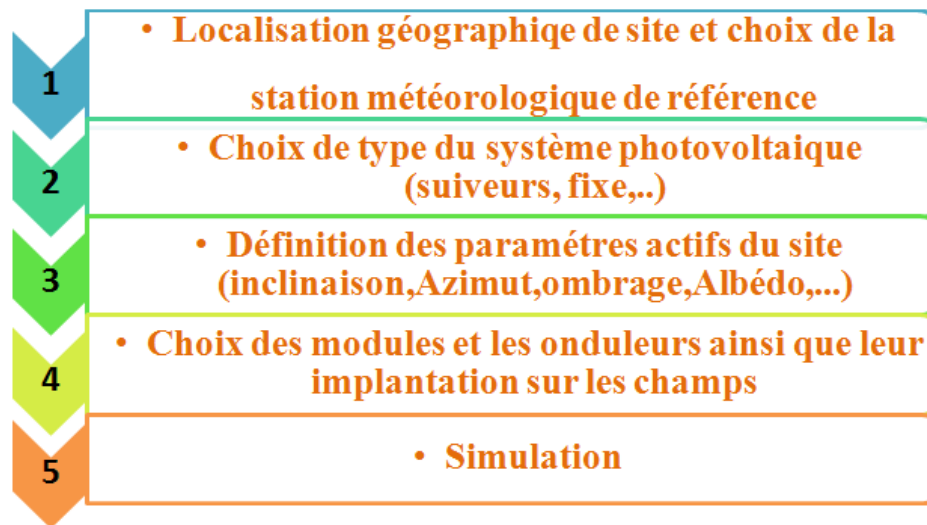 1
• Localisation géographiqe de site et choix de la
station météorologique de référence
2
• Choix de type du système photovoltaique
(suiveurs, fixe,..)
3
• Définition des paramétres actifs du site
(inclinaison,Azimut,ombrage,Albédo,...)
4
• Choix des modules et les onduleurs ainsi que leur
implantation sur les champs
5
• Simulation